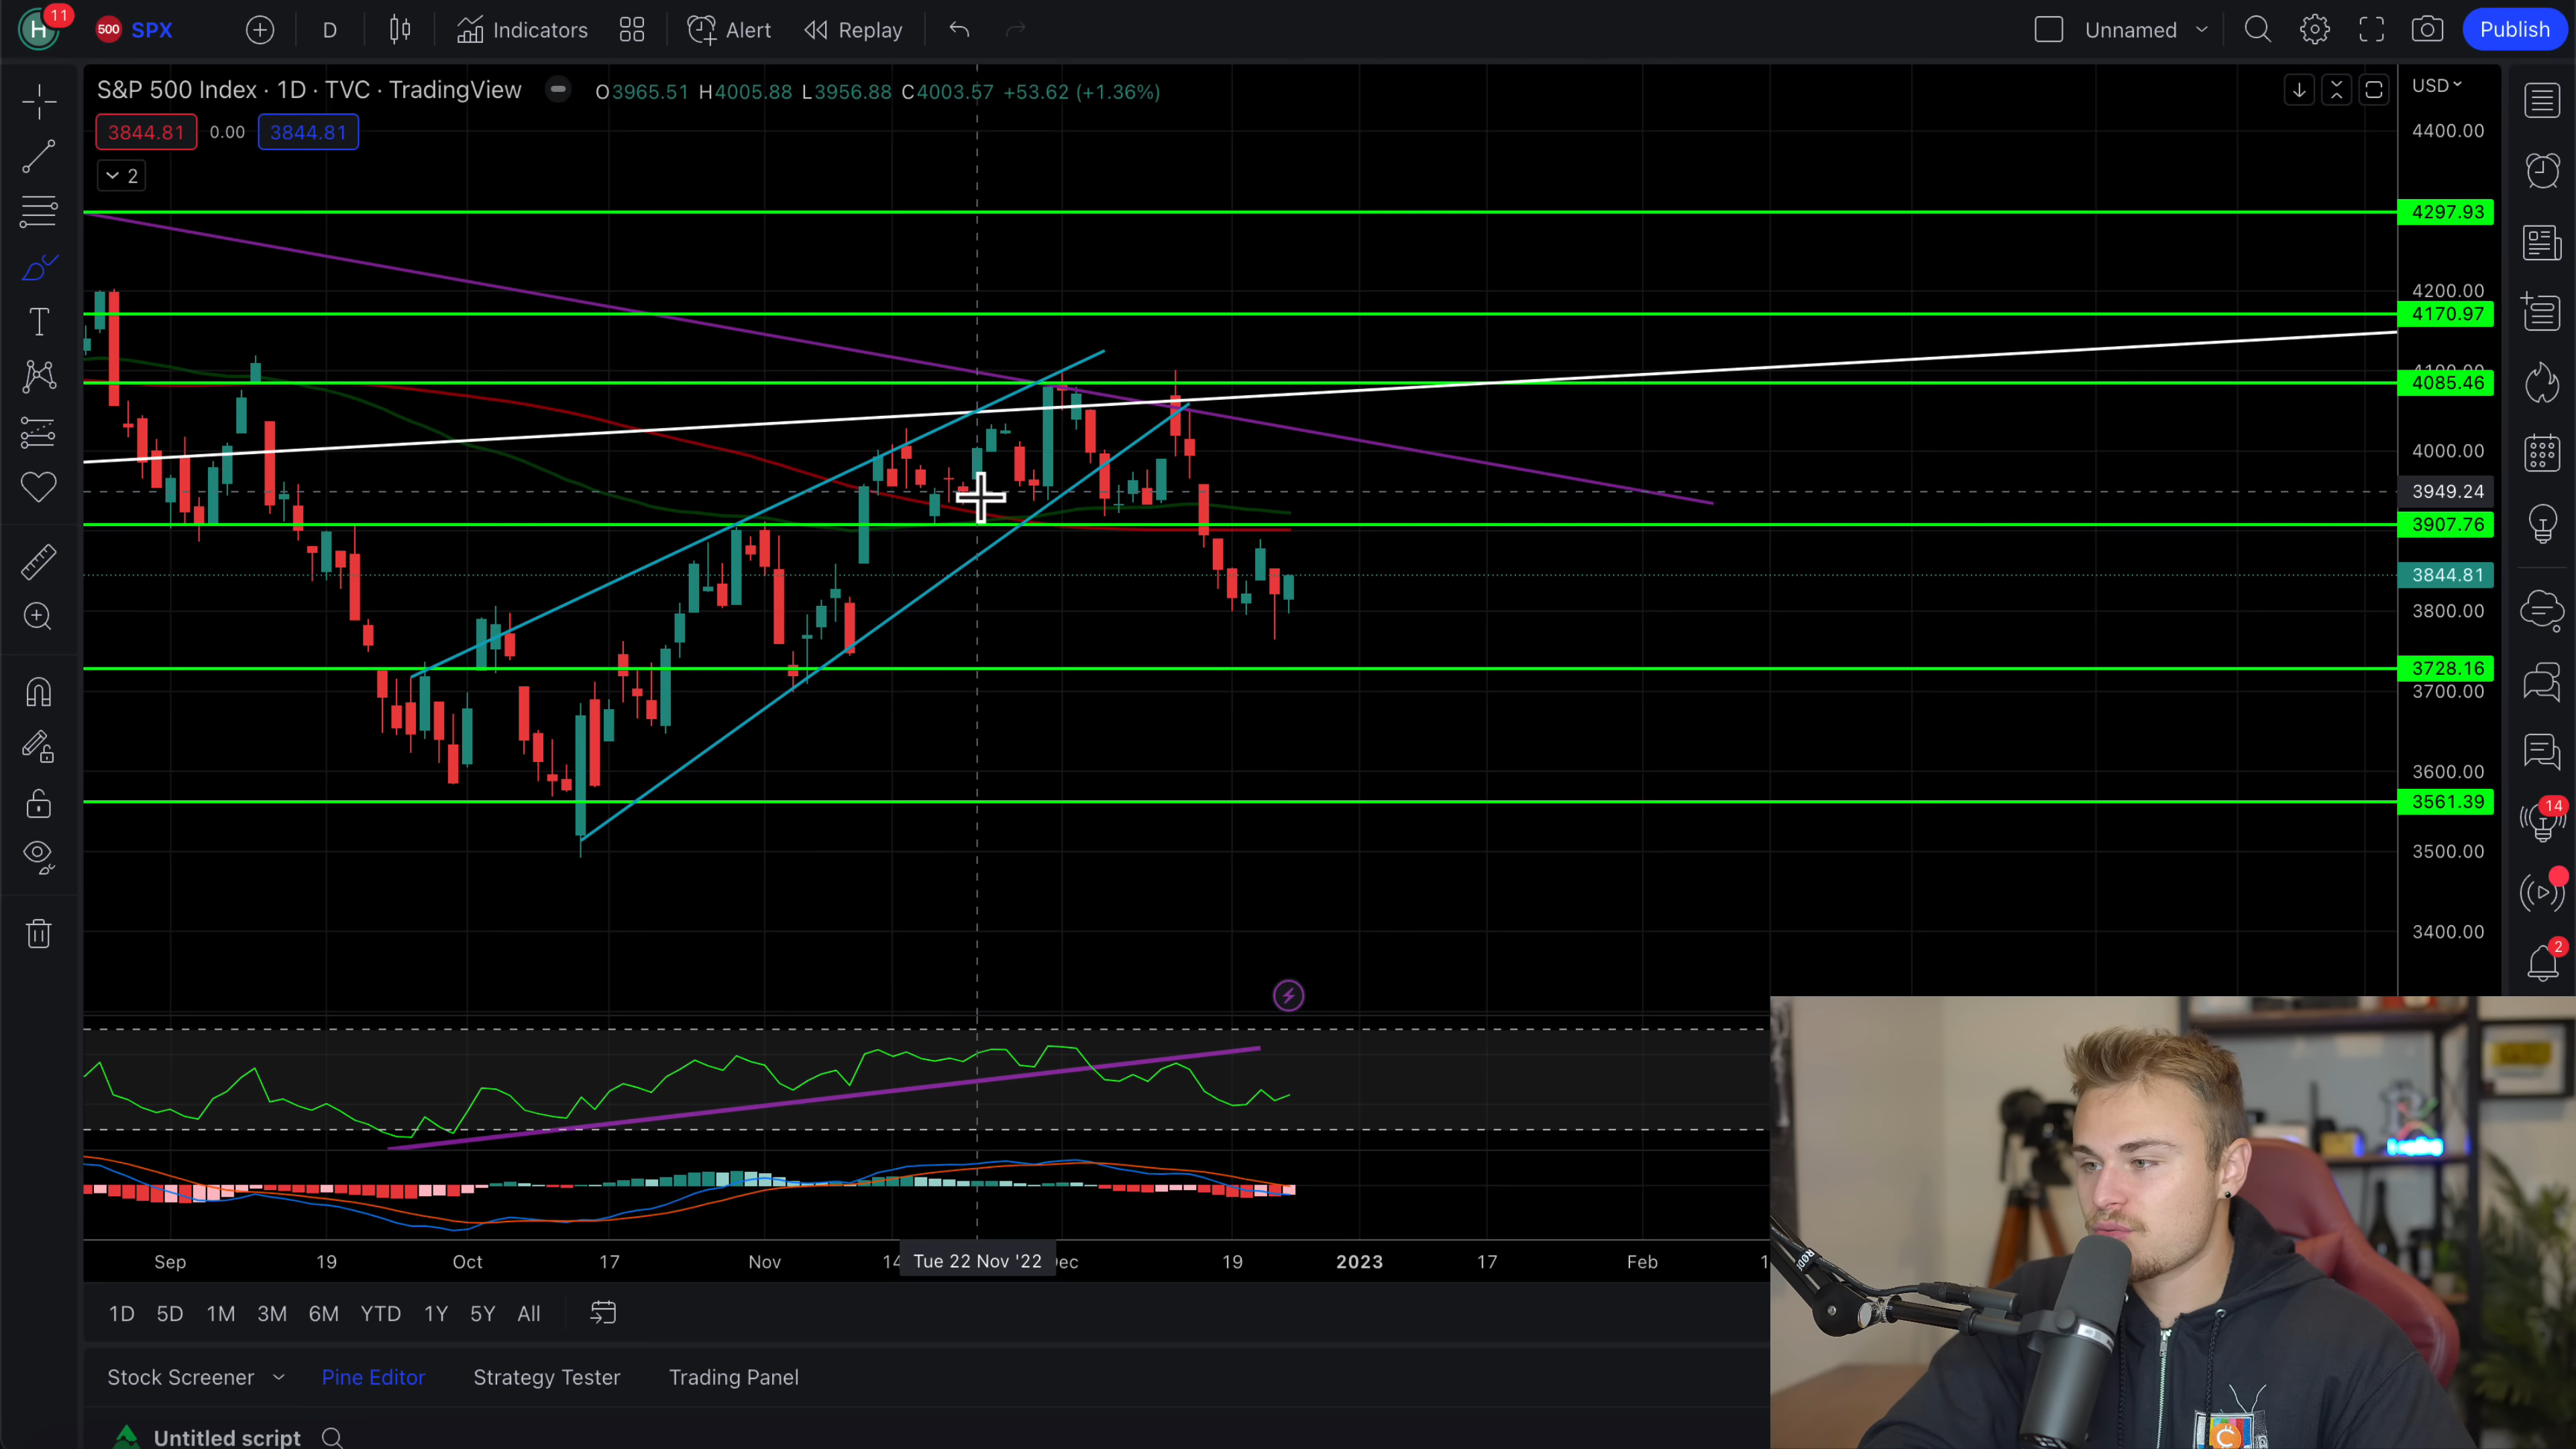 H 11 500 SPX D Indicators Alert Replay Unnamed Publish
S&P 500 Index · 1D · TVC · TradingView O3965.51 H4005.88 L3956.88 C4003.57 +53.62 (+1.36%) USD
3844.81 0.00 3844.81
4400.00
2
4297.93
4200.00
4170.97
4085.46
4000.00
3949.24
3907.76
3844.81
3800.00
3728.16
3700.00
3600.00
3561.39
14
3500.00
3400.00
2
Sep 19 Oct 17 Nov 14 Tue 22 Nov '22 19 2023 17 Feb
1D 5D 1M 3M 6M YTD 1Y 5Y All
Stock Screener Pine Editor Strategy Tester Trading Panel
Untitled script
RODE